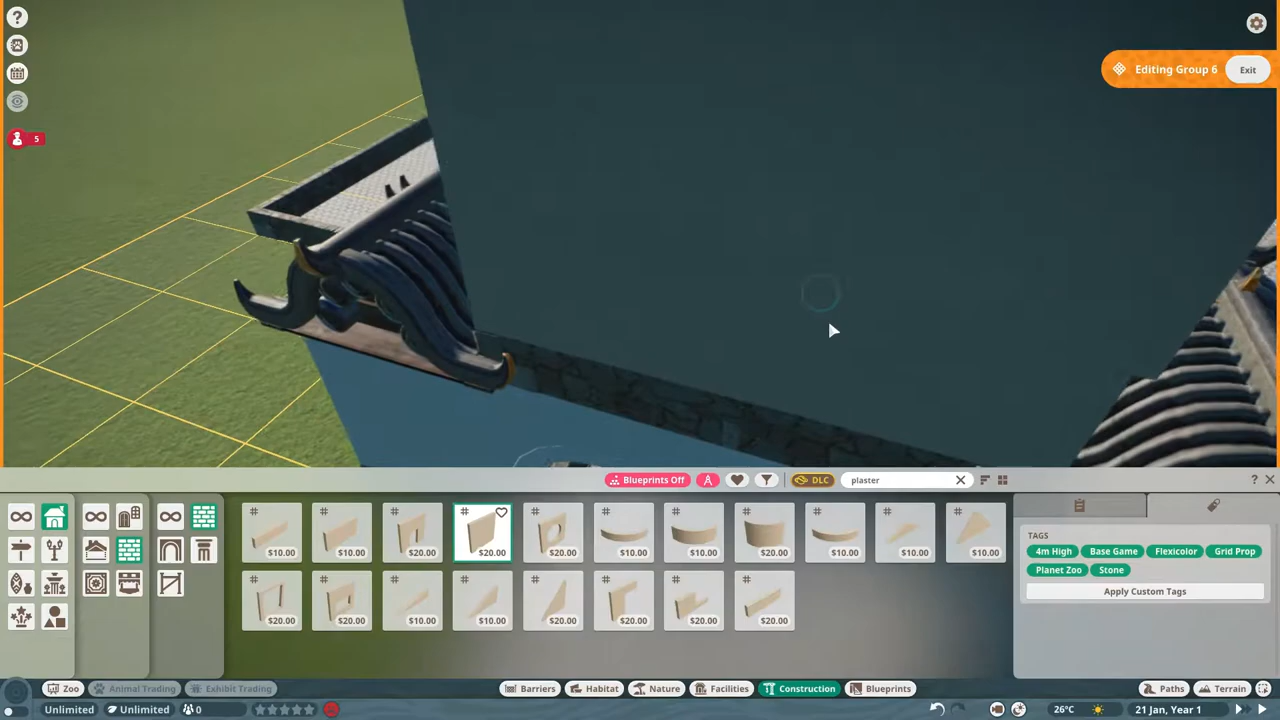 ?
Editing Group 6
Exit
5
Blueprints Off
DLC
plaster
?
$10.00
$10.00
$20.00
$20.00
$20.00
$10.00
$10.00
$20.00
$10.00
$10.00
$10.00
$20.00
$20.00
$10.00
$10.00
$20.00
$20.00
$20.00
$20.00
TAGS
4m High
Base Game
Flexicolor
Grid Prop
Planet Zoo
Stone
Apply Custom Tags
Zoo
Animal Trading
Exhibit Trading
Barriers
Habitat
Nature
Facilities
Construction
Blueprints
Paths
Terrain
Unlimited
Unlimited
0
26°C
21 Jan, Year 1